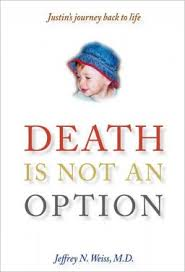 Justin's journey back to life
DEATH
IS NOT AN
OPTION
Jeffrey N. Weiss, M.D.